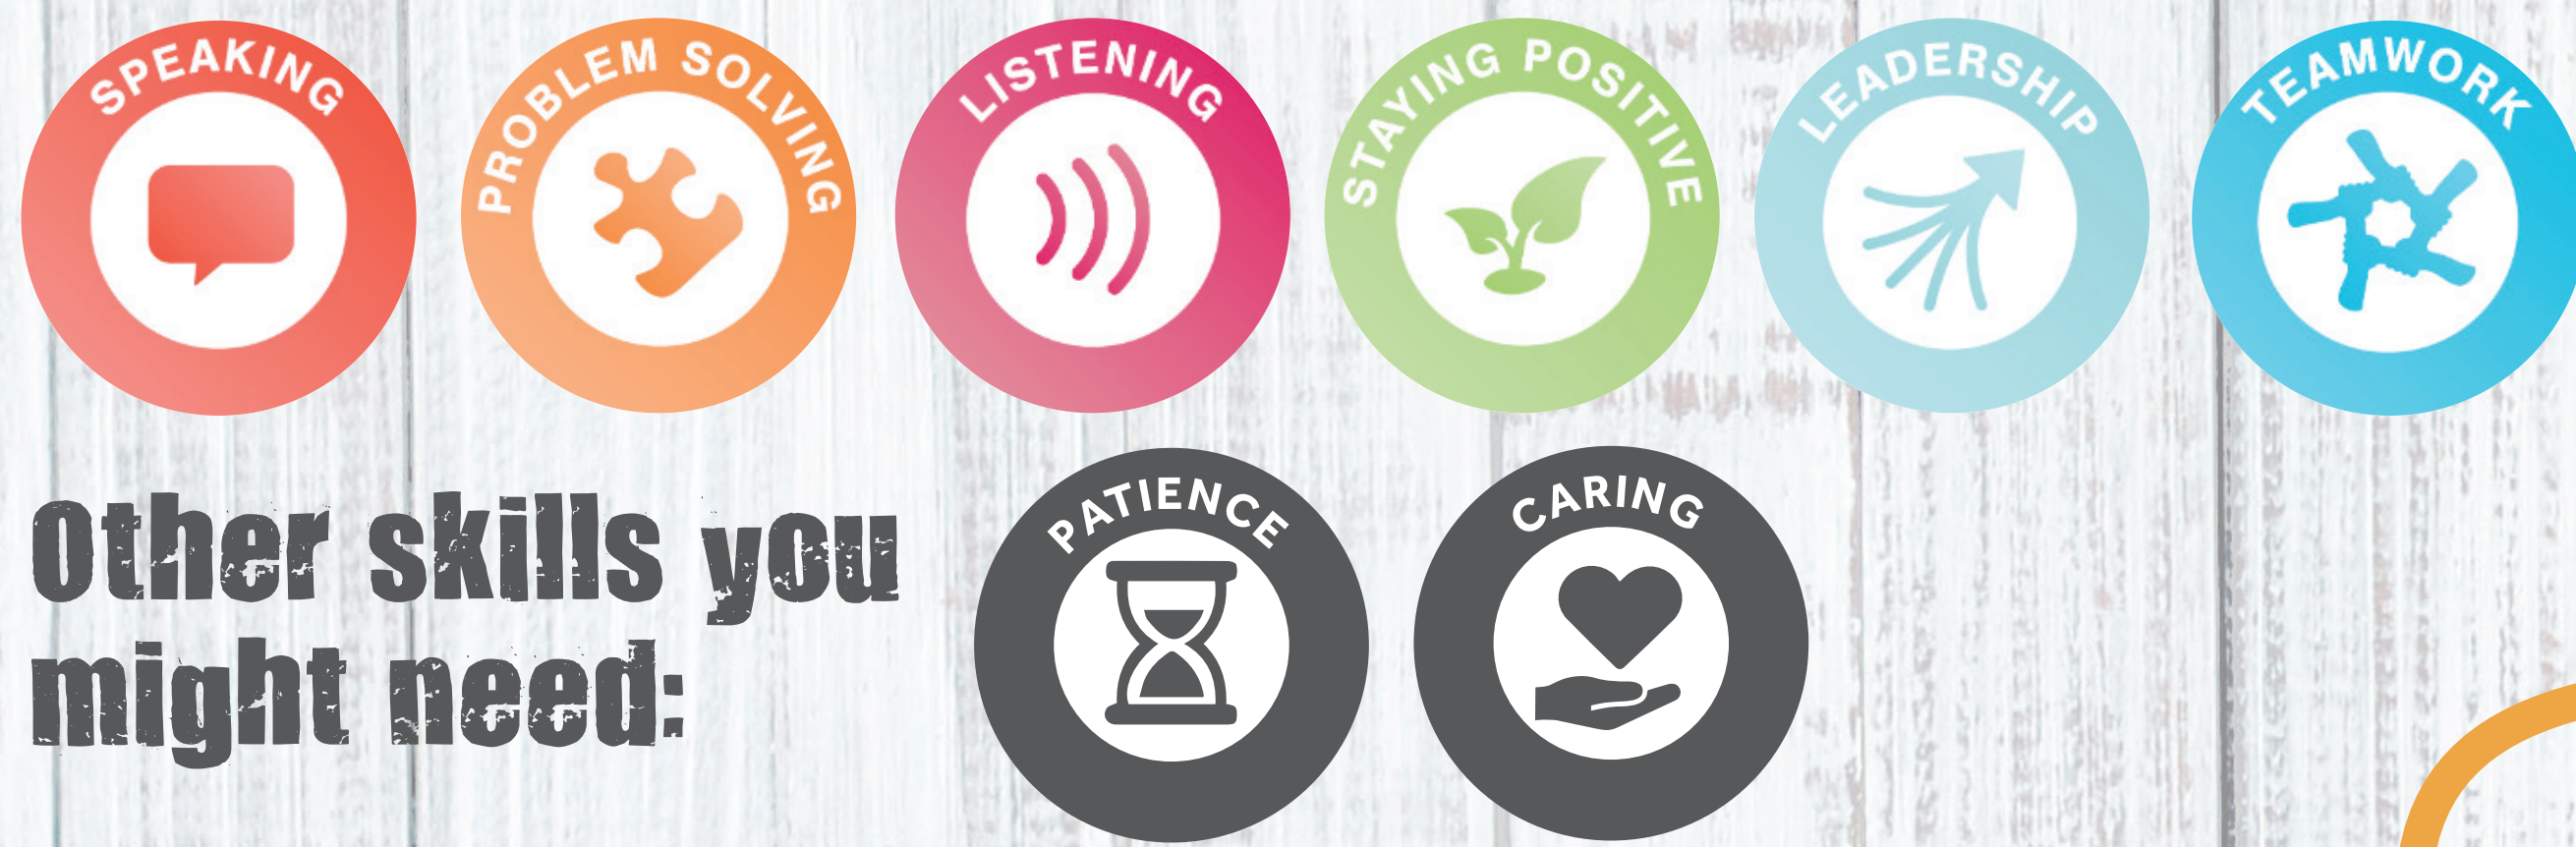 SPEAKING
PROBLEM SOLVING
LISTENING
STAYING POSITIVE
LEADERSHIP
TEAMWORK
Other skills you
might need:
PATIENCE
CARING